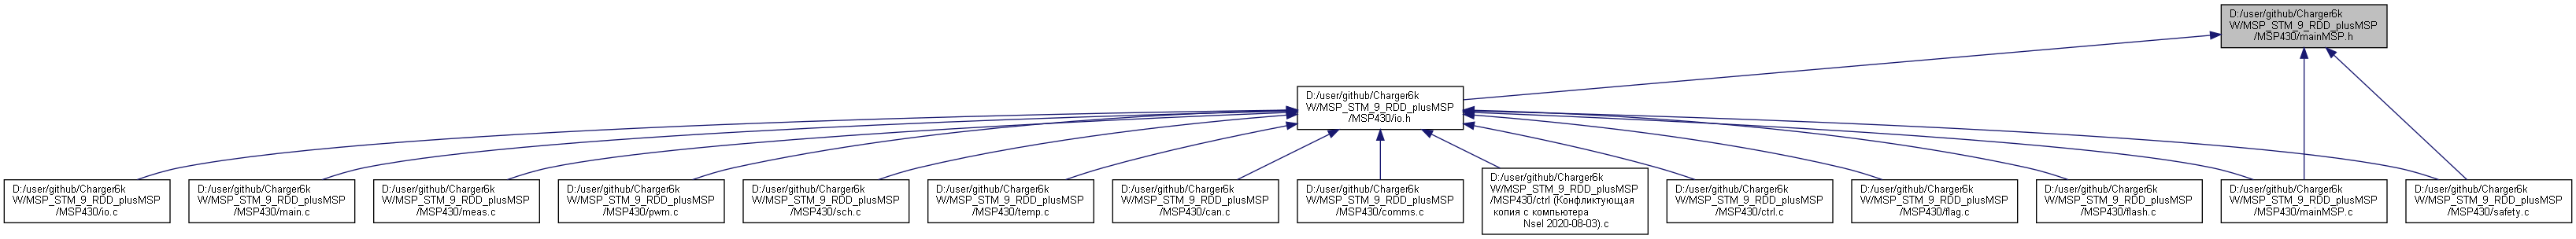 D:/user/github/Charger6k
W/MSP_STM_9_RDD_plusMSP
/MSP430/mainMSP.h
D:/user/github/Charger6k
W/MSP_STM_9_RDD_plusMSP
/MSP430/io.h
D:/user/github/Charger6k
W/MSP_STM_9_RDD_plusMSP
/MSP430/io.c
D:/user/github/Charger6k
W/MSP_STM_9_RDD_plusMSP
/MSP430/main.c
D:/user/github/Charger6k
W/MSP_STM_9_RDD_plusMSP
/MSP430/meas.c
D:/user/github/Charger6k
W/MSP_STM_9_RDD_plusMSP
/MSP430/pwm.c
D:/user/github/Charger6k
W/MSP_STM_9_RDD_plusMSP
/MSP430/sch.c
D:/user/github/Charger6k
W/MSP_STM_9_RDD_plusMSP
/MSP430/temp.c
D:/user/github/Charger6k
W/MSP_STM_9_RDD_plusMSP
/MSP430/can.c
D:/user/github/Charger6k
W/MSP_STM_9_RDD_plusMSP
/MSP430/comms.c
D:/user/github/Charger6k
W/MSP_STM_9_RDD_plusMSP
/MSP430/ctrl (Конфликтующая
копия с компьютера
Nsel 2020-08-03).c
D:/user/github/Charger6k
W/MSP_STM_9_RDD_plusMSP
/MSP430/ctrl.c
D:/user/github/Charger6k
W/MSP_STM_9_RDD_plusMSP
/MSP430/flag.c
D:/user/github/Charger6k
W/MSP_STM_9_RDD_plusMSP
/MSP430/flash.c
D:/user/github/Charger6k
W/MSP_STM_9_RDD_plusMSP
/MSP430/mainMSP.c
D:/user/github/Charger6k
W/MSP_STM_9_RDD_plusMSP
/MSP430/safety.c